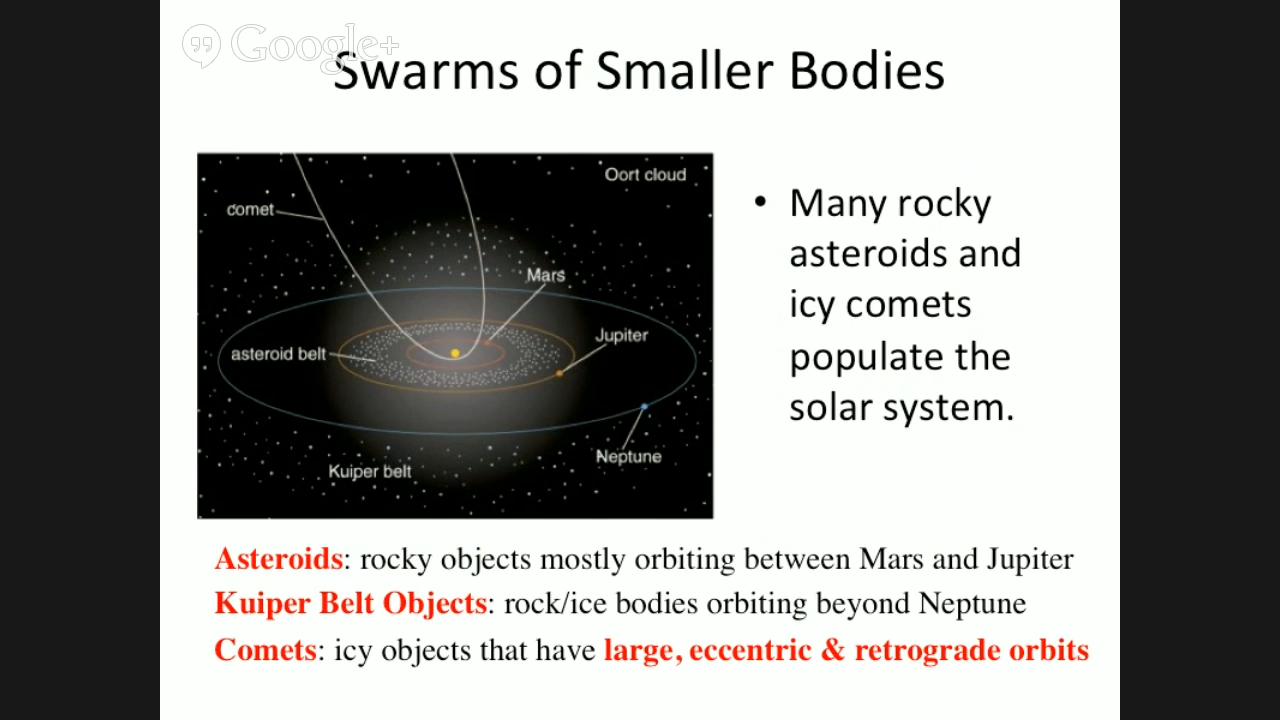 Google+
Swarms of Smaller Bodies
Oort cloud
comet
Mars
Jupiter
asteroid belt
Neptune
Kuiper belt
• Many rocky
asteroids and
icy comets
populate the
solar system.
Asteroids: rocky objects mostly orbiting between Mars and Jupiter
Kuiper Belt Objects: rock/ice bodies orbiting beyond Neptune
Comets: icy objects that have large, eccentric & retrograde orbits